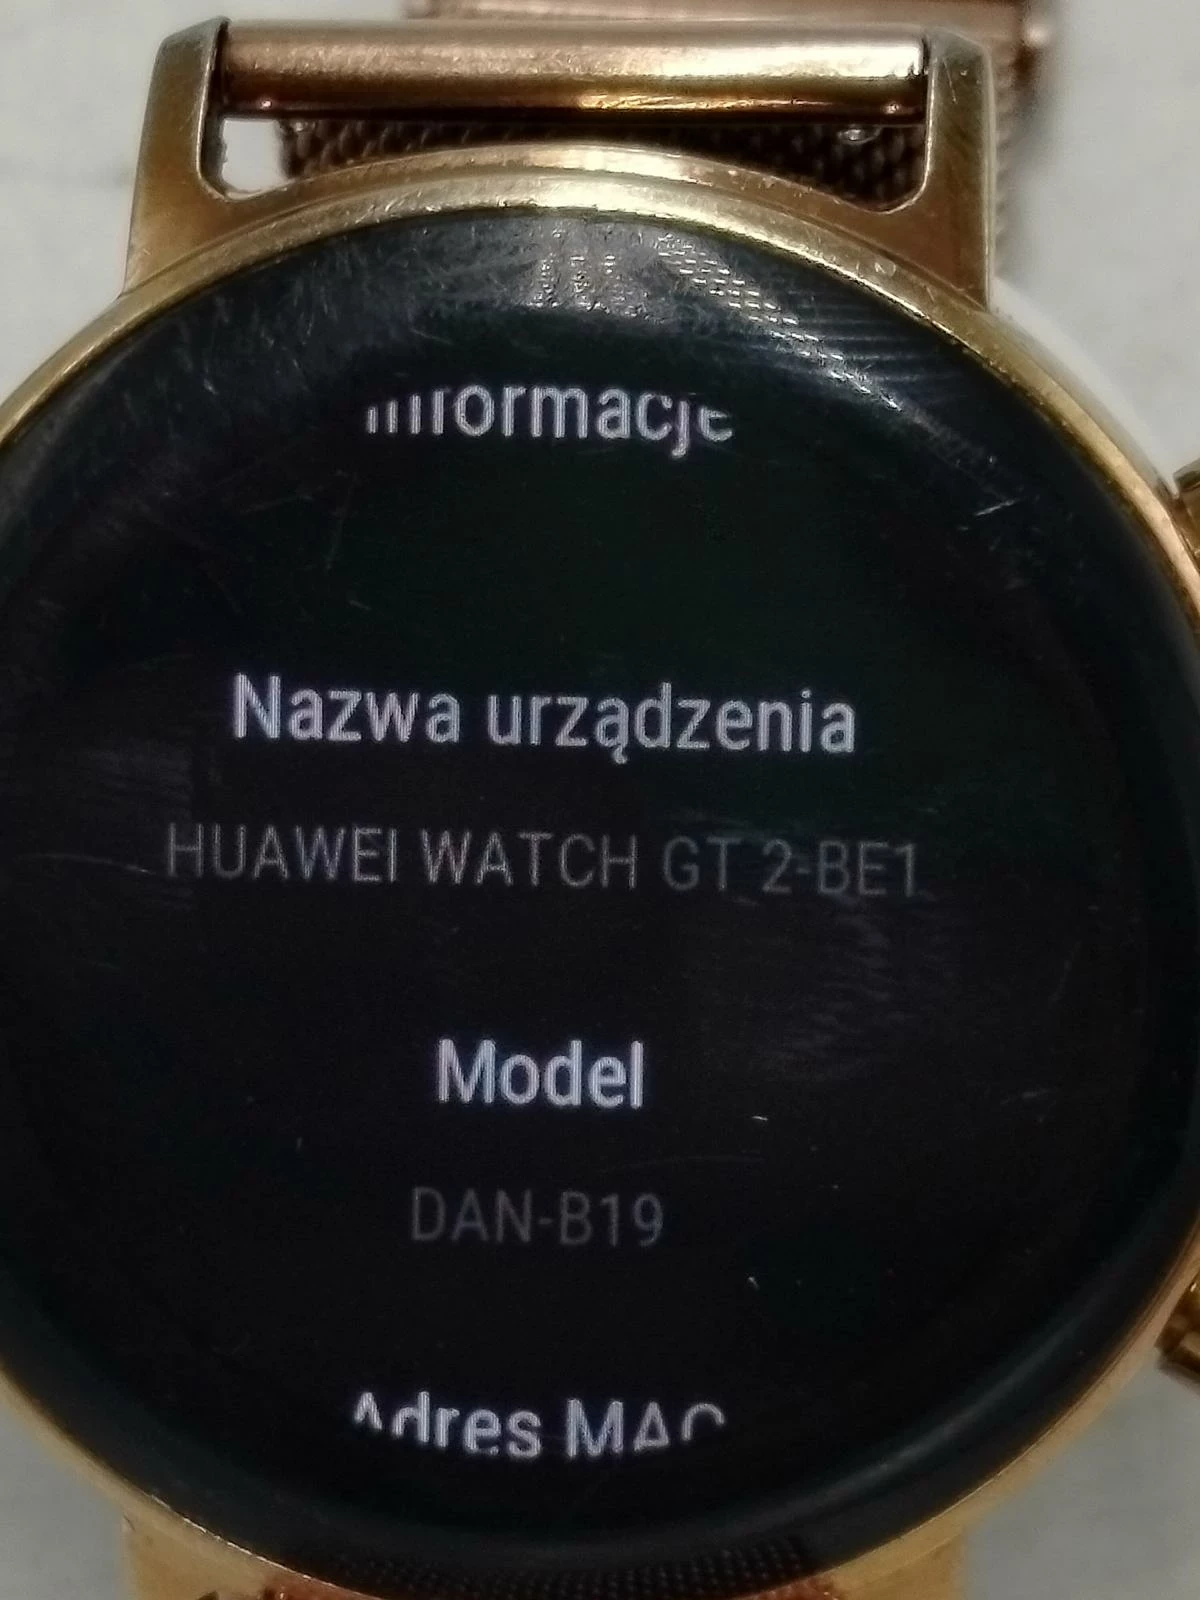 Informacje
Nazwa urządzenia
HUAWEI WATCH GT 2-BE1
Model
DAN-B19
Adres MAC